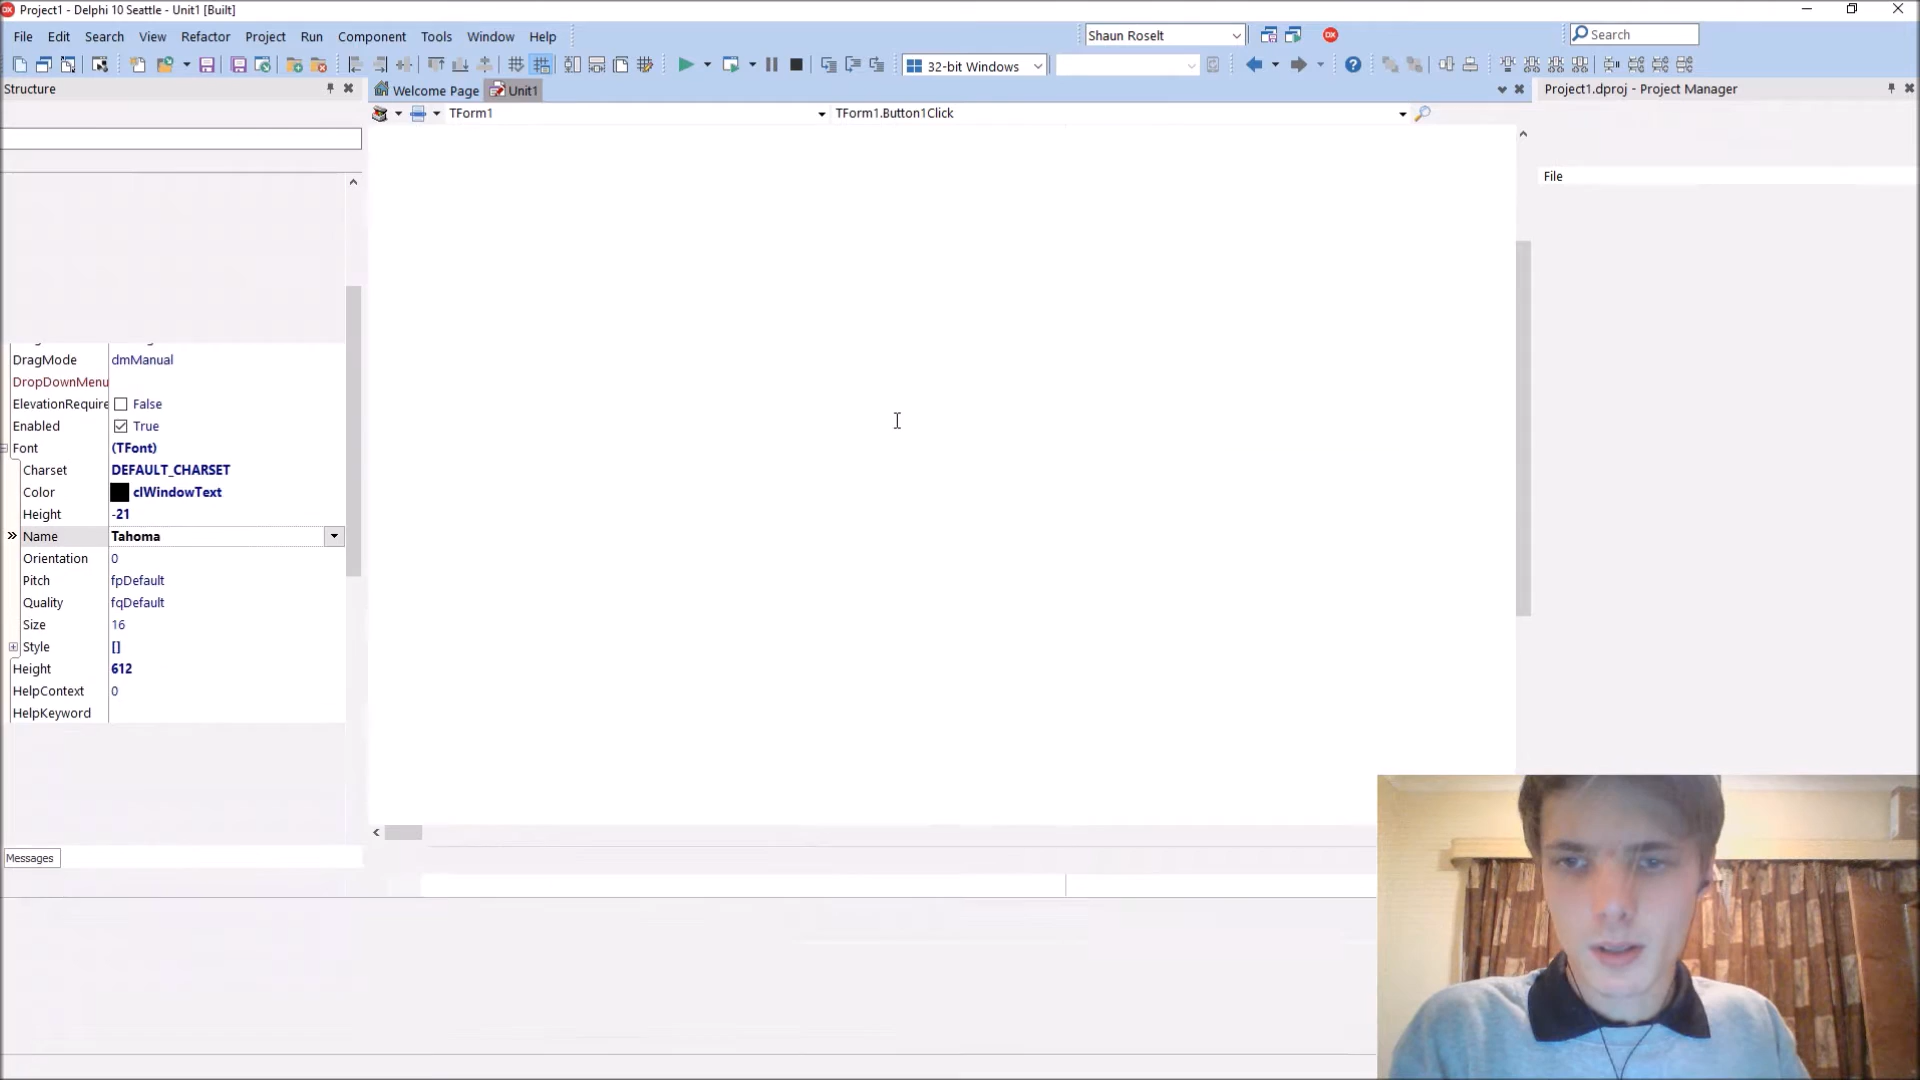 Project1 - Delphi 10 Seattle - Unit1 [Built]
File Edit Search View Refactor Project Run Component Tools Window Help
Shaun Roselt
Search
32-bit Windows
Structure
Welcome Page
Unit1
Project1.dproj - Project Manager
TForm1
TForm1.Button1Click
File
DragMode dmManual
DropDownMenu
ElevationRequire False
Enabled True
Font (TFont)
Charset DEFAULT_CHARSET
Color clWindowText
Height -21
Name Tahoma
Orientation 0
Pitch fpDefault
Quality fqDefault
Size 16
Style []
Height 612
HelpContext 0
HelpKeyword
Messages